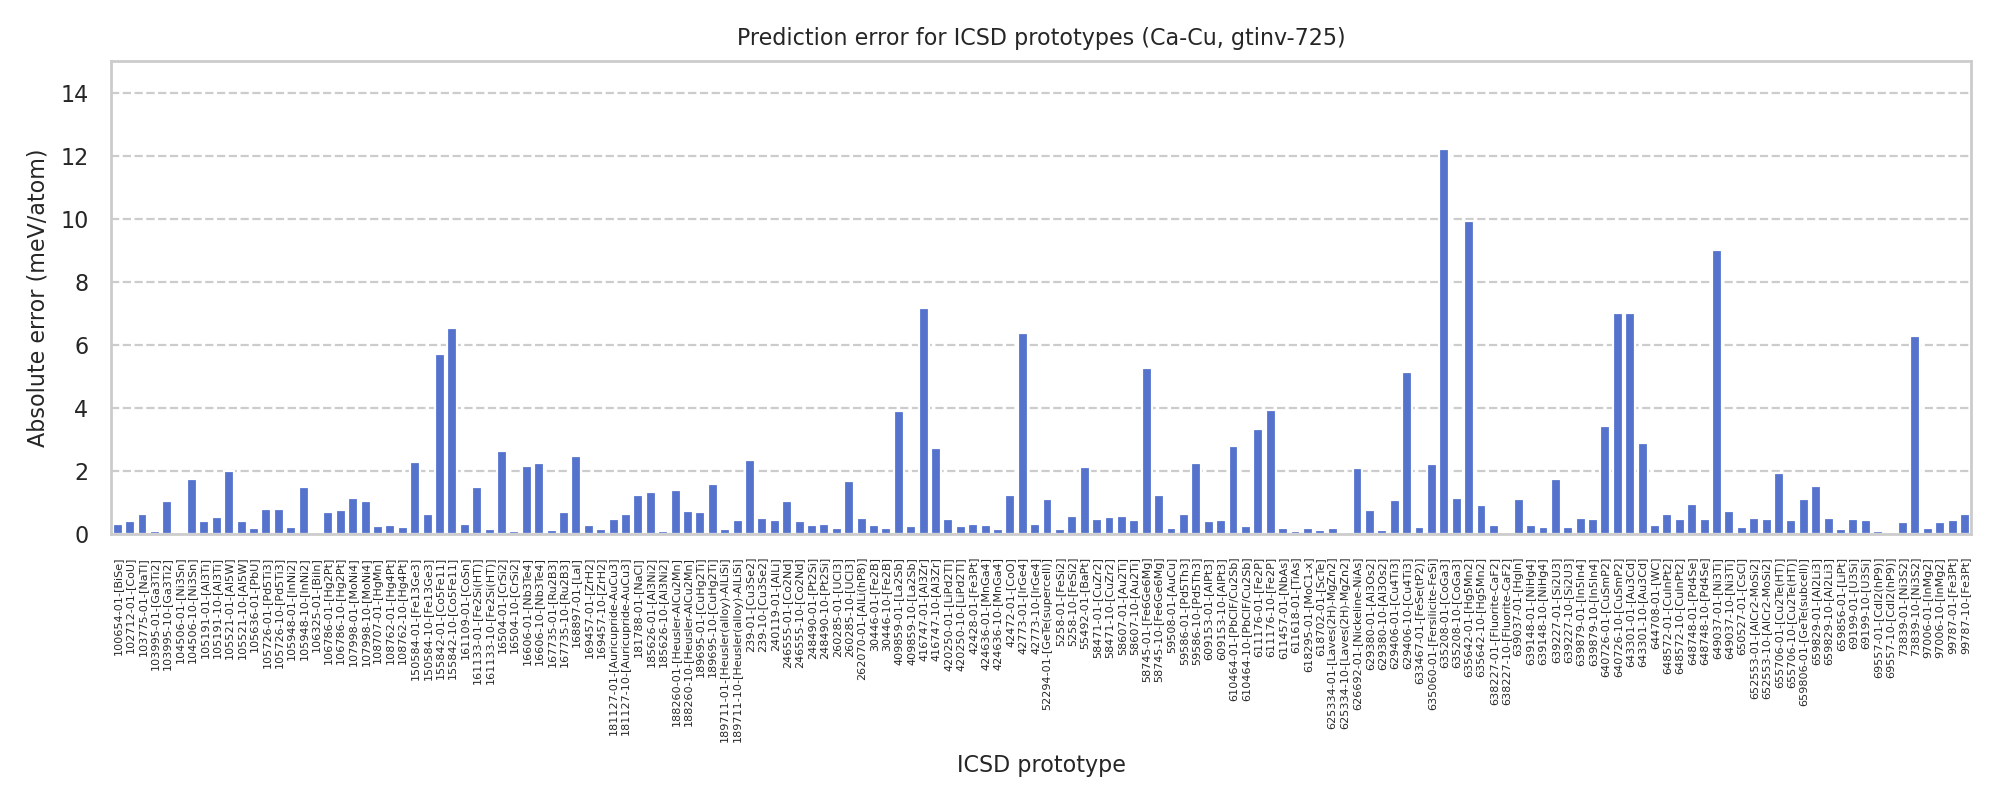 Prediction error for ICSD prototypes (Ca-Cu, gtinv-725)
Absolute error (meV/atom)
14
12
10
8
6
4
2
0
100654-01-[BiSe]
102712-01-[CoU]
103775-01-[NaTl]
103995-01-[Ga3Ti2]
103995-10-[Ga3Ti2]
104506-01-[Ni3Sn]
104506-10-[Ni3Sn]
105191-01-[Al3Ti]
105191-10-[Al3Ti]
105521-01-[Al5W]
105521-10-[Al5W]
105636-01-[PbU]
105726-01-[Pd5Ti3]
105726-10-[Pd5Ti3]
105948-01-[InNi2]
105948-10-[InNi2]
106325-01-[BiIn]
106786-01-[Hg2Pt]
106786-10-[Hg2Pt]
107998-01-[MoNi4]
107998-10-[MoNi4]
108707-01-[HgMn]
108762-01-[Hg4Pt]
108762-10-[Hg4Pt]
150584-01-[Fe13Ge3]
150584-10-[Fe13Ge3]
155842-01-[Co5Fe11]
155842-10-[Co5Fe11]
161109-01-[CoSn]
161133-01-[Fe2Si(HT)]
161133-10-[Fe2Si(HT)]
16504-01-[CrSi2]
16504-10-[CrSi2]
16606-01-[Nb3Te4]
16606-10-[Nb3Te4]
167735-01-[Ru2B3]
167735-10-[Ru2B3]
168897-01-[LaI]
169457-01-[ZrH2]
169457-10-[ZrH2]
181127-01-[Auricupride-AuCu3]
181127-10-[Auricupride-AuCu3]
181788-01-[NaCl]
185626-01-[Al3Ni2]
185626-10-[Al3Ni2]
188260-01-[Heusler-AlCu2Mn]
188260-10-[Heusler-AlCu2Mn]
189695-01-[CuHg2Ti]
189695-10-[CuHg2Ti]
189711-01-[Heusler(alloy)-AlLiSi]
189711-10-[Heusler(alloy)-AlLiSi]
239-01-[Cu3Se2]
239-10-[Cu3Se2]
240119-01-[AlLi]
246555-01-[Co2Nd]
246555-10-[Co2Nd]
248490-01-[Pt2Si]
248490-10-[Pt2Si]
260285-01-[UCl3]
260285-10-[UCl3]
262070-01-[AlLi(hP8)]
30446-01-[Fe2B]
30446-10-[Fe2B]
409859-01-[La2Sb]
409859-10-[La2Sb]
416747-01-[Al3Zr]
416747-10-[Al3Zr]
420250-01-[LiPd2Tl]
420250-10-[LiPd2Tl]
42428-01-[Fe3Pt]
424636-01-[MnGa4]
424636-10-[MnGa4]
42472-01-[CoO]
42773-01-[IrGe4]
42773-10-[IrGe4]
52294-01-[GeTe(supercell)]
5258-01-[FeSi2]
5258-10-[FeSi2]
55492-01-[BaPt]
58471-01-[CuZr2]
58471-10-[CuZr2]
58607-01-[Au2Ti]
58607-10-[Au2Ti]
58745-01-[Fe6Ge6Mg]
58745-10-[Fe6Ge6Mg]
59508-01-[AuCu]
59586-01-[Pd5Th3]
59586-10-[Pd5Th3]
609153-01-[AlPt3]
609153-10-[AlPt3]
610464-01-[PbClF/Cu2Sb]
610464-10-[PbClF/Cu2Sb]
611176-01-[Fe2P]
611176-10-[Fe2P]
611457-01-[NbAs]
611618-01-[TiAs]
618295-01-[MoC1-x]
618702-01-[ScTe]
625334-01-[Laves(2H)-MgZn2]
625334-10-[Laves(2H)-MgZn2]
626692-01-[Nickeline-NiAs]
629380-01-[Al3Os2]
629380-10-[Al3Os2]
629406-01-[Cu4Ti3]
629406-10-[Cu4Ti3]
633467-01-[FeSe(tP2)]
635060-01-[Fersilicite-FeSi]
635208-01-[CoGa3]
635208-10-[CoGa3]
635642-01-[Hg5Mn2]
635642-10-[Hg5Mn2]
638227-01-[Fluorite-CaF2]
638227-10-[Fluorite-CaF2]
639037-01-[HgIn]
639148-01-[NiHg4]
639148-10-[NiHg4]
639227-01-[Si2U3]
639227-10-[Si2U3]
639879-01-[In5In4]
639879-10-[In5In4]
640726-01-[CuSmP2]
640726-10-[CuSmP2]
643301-01-[Au3Cd]
643301-10-[Au3Cd]
644708-01-[WC]
648572-01-[CuInPt2]
648572-10-[CuInPt2]
648748-01-[Pd4Se]
648748-10-[Pd4Se]
649037-01-[Ni3Ti]
649037-10-[Ni3Ti]
650527-01-[CsCl]
652553-01-[AlCr2-MoSi2]
652553-10-[AlCr2-MoSi2]
655706-01-[Cu2Te(HT)]
655706-10-[Cu2Te(HT)]
659806-01-[GeTe(subcell)]
659829-01-[Al2Li3]
659829-10-[Al2Li3]
659856-01-[LiPt]
69199-01-[U3Si]
69199-10-[U3Si]
69557-01-[CdI2(hP9)]
69557-10-[CdI2(hP9)]
73839-01-[Ni3S2]
73839-10-[Ni3S2]
97006-01-[InMg2]
97006-10-[InMg2]
99787-01-[Fe3Pt]
99787-10-[Fe3Pt]
ICSD prototype